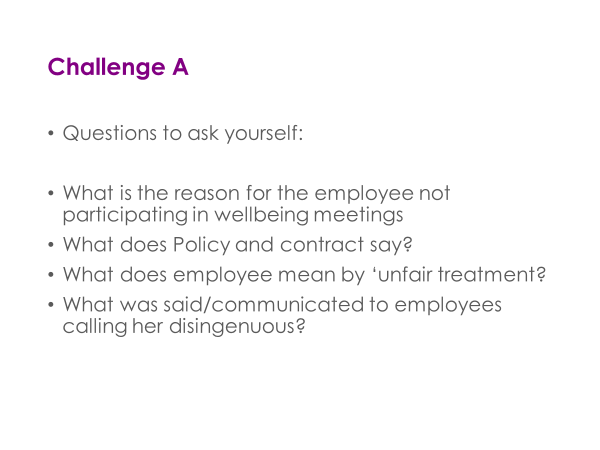 Challenge A
• Questions to ask yourself:
• What is the reason for the employee not
participating in wellbeing meetings
• What does Policy and contract say?
• What does employee mean by ‘unfair treatment?
• What was said/communicated to employees
calling her disingenuous?